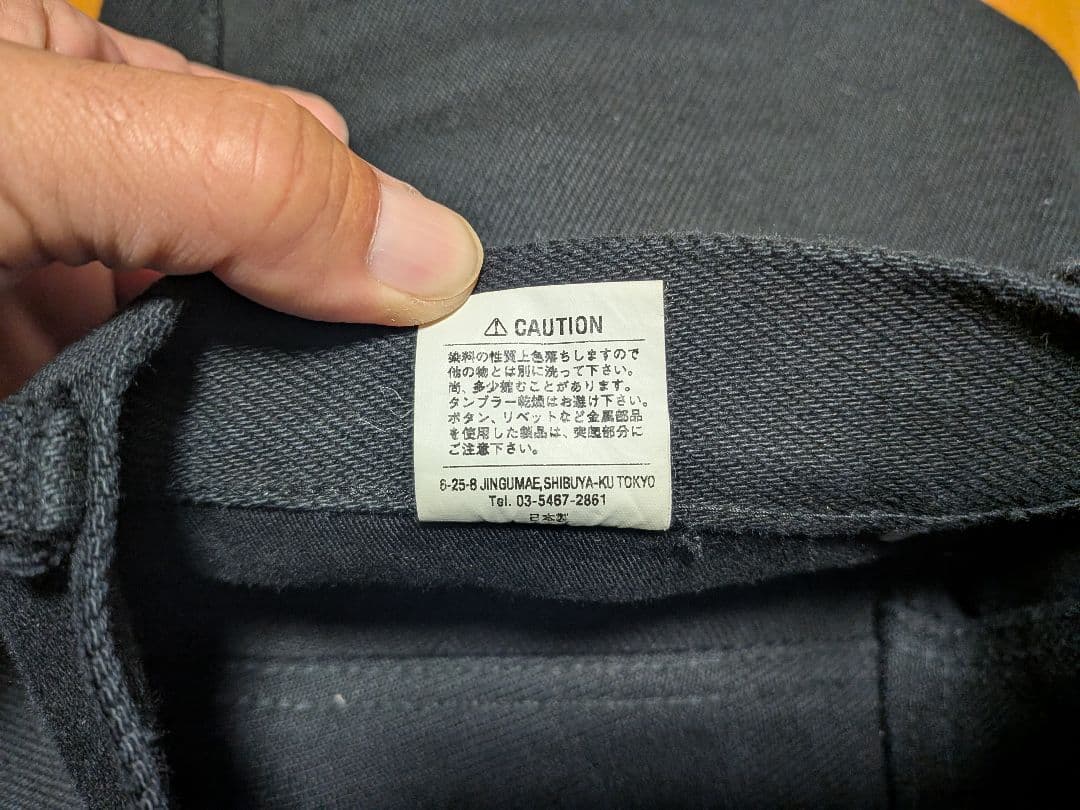 ⚠ CAUTION
染料の性質上色落ちしますので
他の物とは別に洗って下さい。
尚、多少縮むことがあります。
タンブラー乾燥はお避け下さい。
ボタン、リベットなど金属部品
を使用した製品は、突起部分に
ご注意下さい。
6-25-8 JINGUMAE,SHIBUYA-KU TOKYO
Tel. 03-5467-2861
日本製